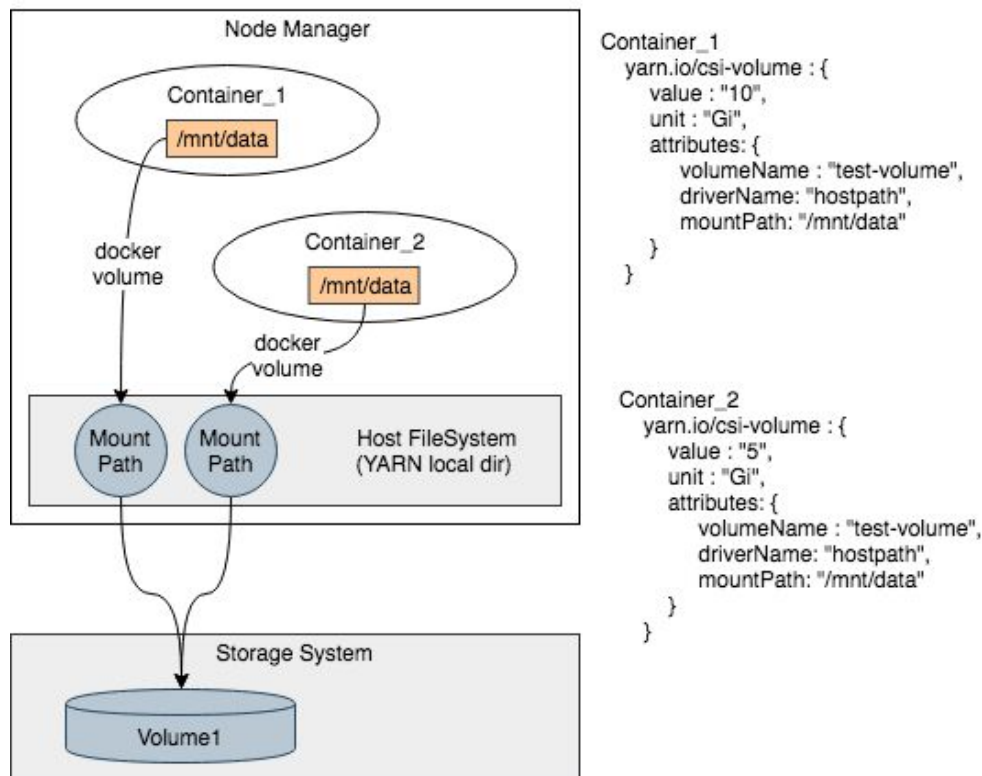 Node Manager
Container_1
/mnt/data
docker
volume
Container_2
/mnt/data
docker
volume
Mount
Path
Mount
Path
Host FileSystem
(YARN local dir)
Storage System
Volume1
Container_1
yarn.io/csi-volume : {
value : "10",
unit : "Gi",
attributes: {
volumeName : "test-volume",
driverName: "hostpath",
mountPath: "/mnt/data"
}
}
Container_2
yarn.io/csi-volume : {
value : "5",
unit : "Gi",
attributes: {
volumeName : "test-volume",
driverName: "hostpath",
mountPath: "/mnt/data"
}
}